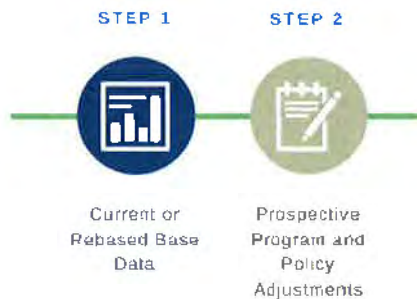 STEP 1
STEP 2
Current or
Rebased Base
Data
Prospective
Program and
Policy
Adjustments